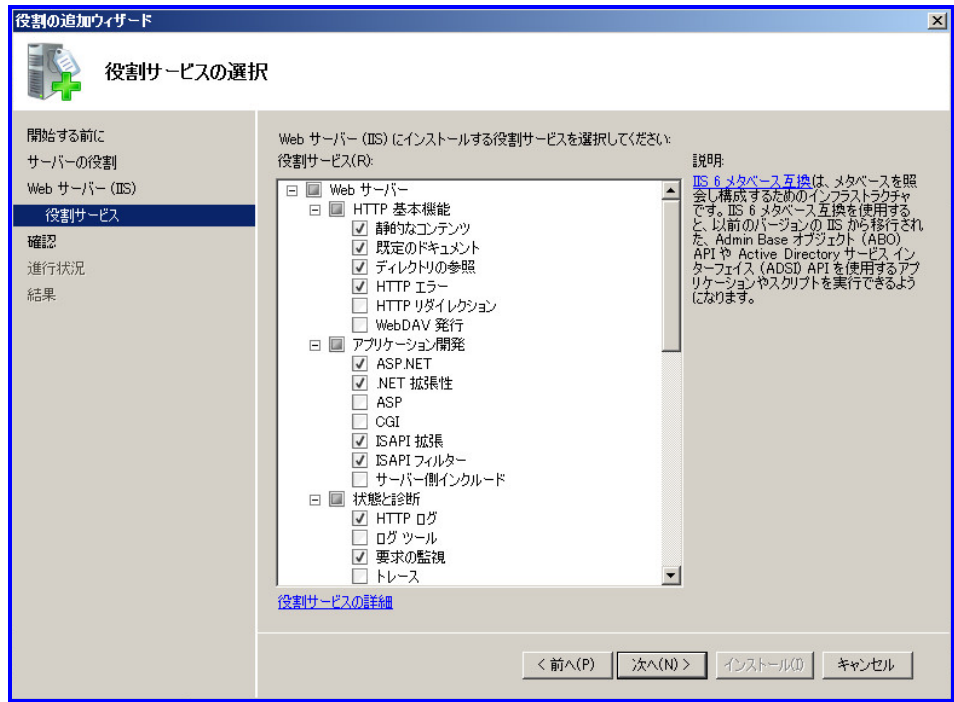 役割の追加ウィザード
役割サービスの選択
開始する前に
サーバーの役割
Web サーバー (IIS)
役割サービス
確認
進行状況
結果
Web サーバー (IIS) にインストールする役割サービスを選択してください:
役割サービス(R):
Web サーバー
HTTP 基本機能
静的なコンテンツ
既定のドキュメント
ディレクトリの参照
HTTP エラー
HTTP リダイレクション
WebDAV 発行
アプリケーション開発
ASP.NET
.NET 拡張性
ASP
CGI
ISAPI 拡張
ISAPI フィルター
サーバー側インクルード
状態と診断
HTTP ログ
ログ ツール
要求の監視
トレース
役割サービスの詳細
説明:
IIS 6 メタベース互換は、メタベースを照
会し構成するためのインフラストラクチャ
です。IIS 6 メタベース互換を使用する
と、以前のバージョンの IIS から移行され
た、Admin Base オブジェクト (ABO)
API や Active Directory サービス イン
ターフェイス (ADSI) API を使用するアプ
リケーションやスクリプトを実行できるよう
になります。
< 前へ(P)
次へ(N) >
インストール(I)
キャンセル